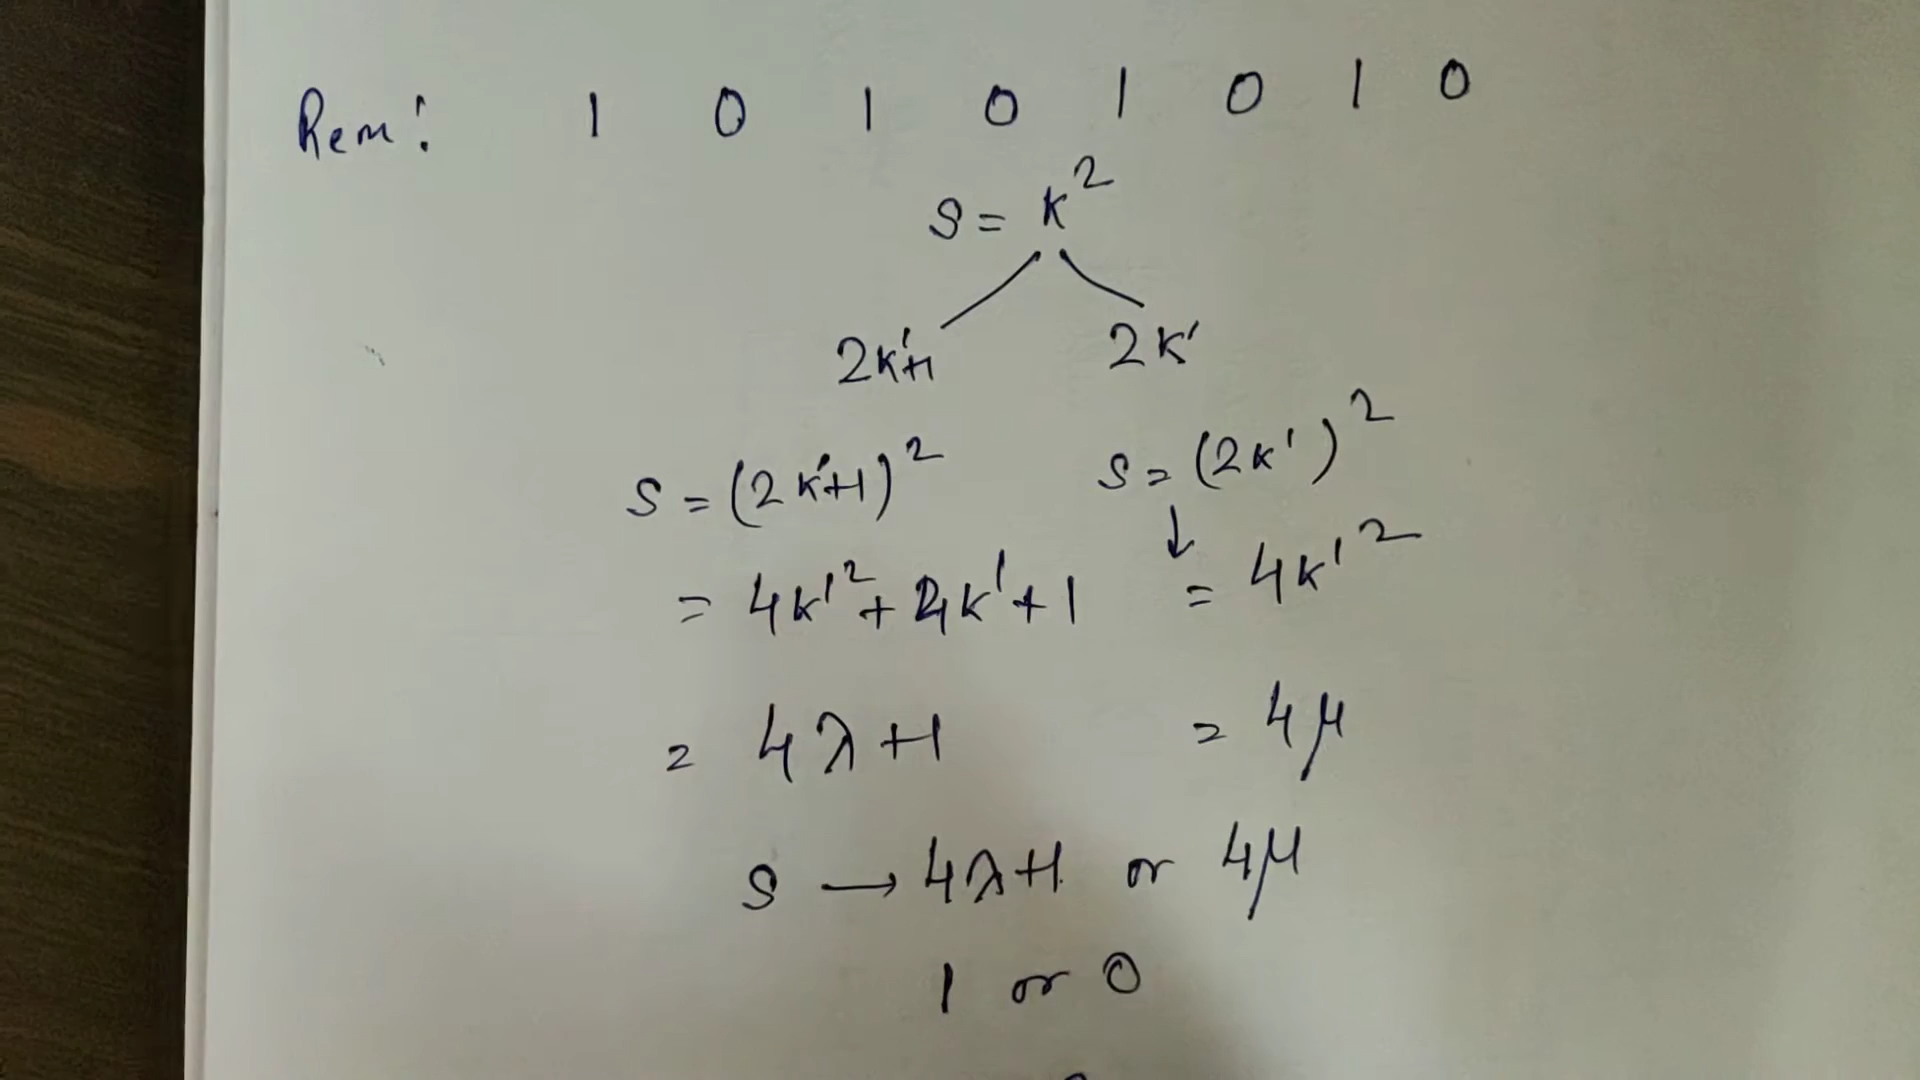 Rem: 1 0 1 0 1 0 1 0
S = k²
2k'+1 2k'
S = (2k'+1)² S = (2k')²
= 4k'² + 4k' + 1 ↓ = 4k'²
= 4λ+1 = 4μ
S → 4λ+1 or 4μ
1 or 0